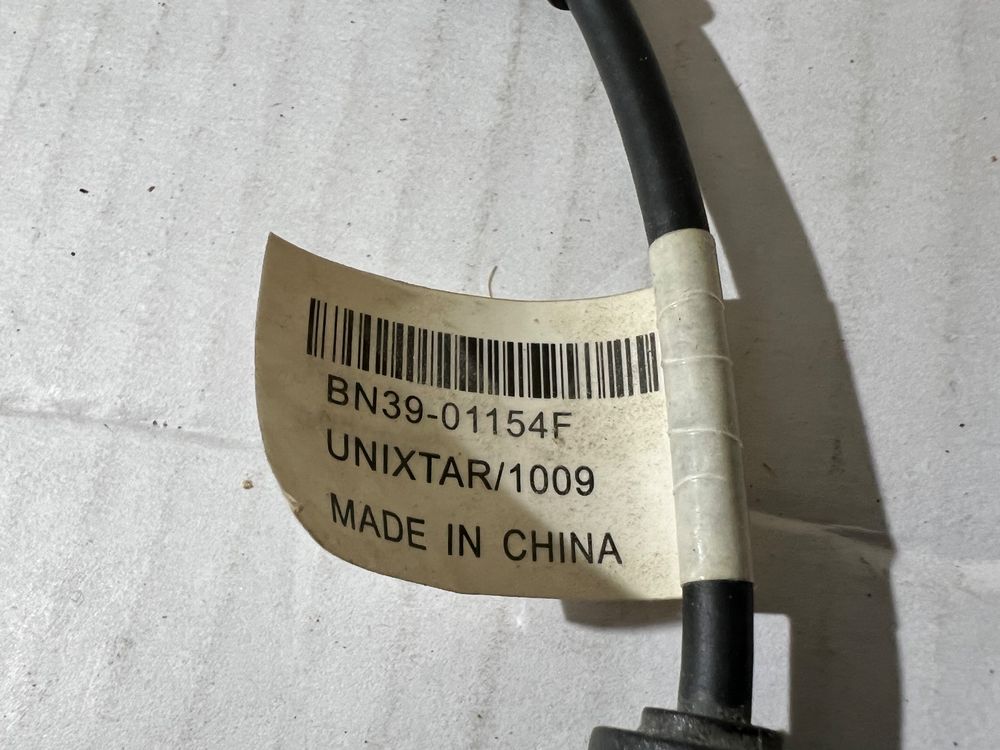 BN39-01154F
UNIXTAR/1009
MADE IN CHINA